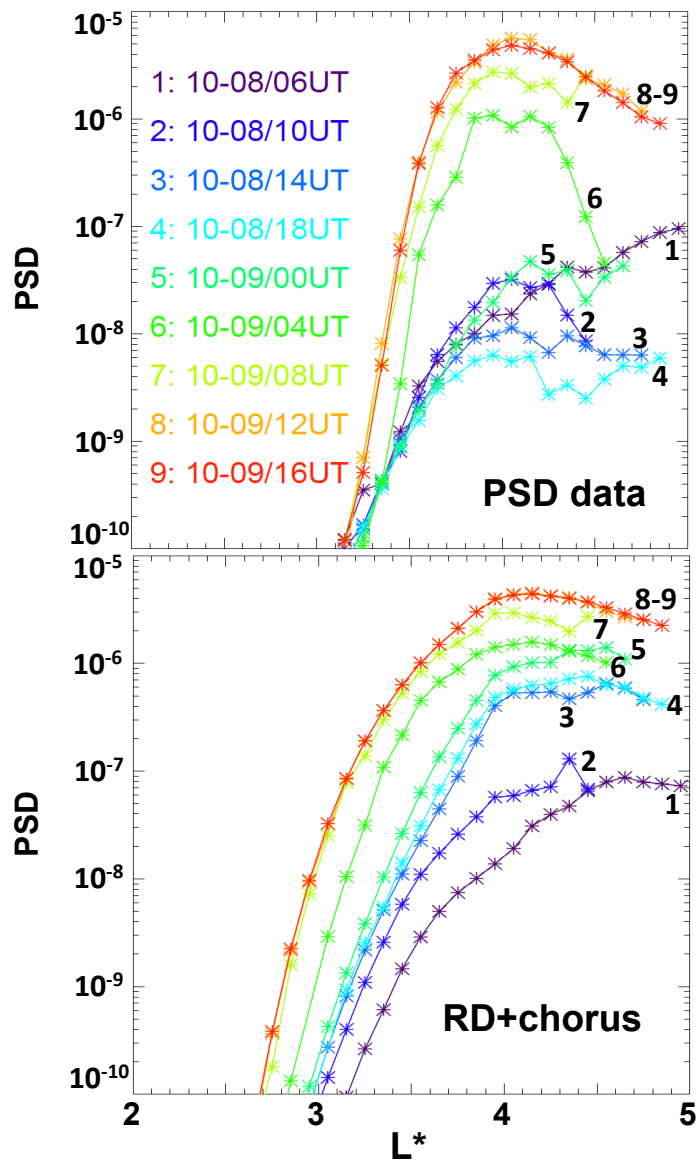 10⁻⁵
10⁻⁶
10⁻⁷
10⁻⁸
10⁻⁹
10⁻¹⁰
PSD
1: 10-08/06UT
2: 10-08/10UT
3: 10-08/14UT
4: 10-08/18UT
5: 10-09/00UT
6: 10-09/04UT
7: 10-09/08UT
8: 10-09/12UT
9: 10-09/16UT
8-9
7
6
1
5
2
3
4
PSD data
10⁻⁵
10⁻⁶
10⁻⁷
10⁻⁸
10⁻⁹
10⁻¹⁰
PSD
8-9
7
5
6
4
3
2
1
RD+chorus
2 3 4 5
L*